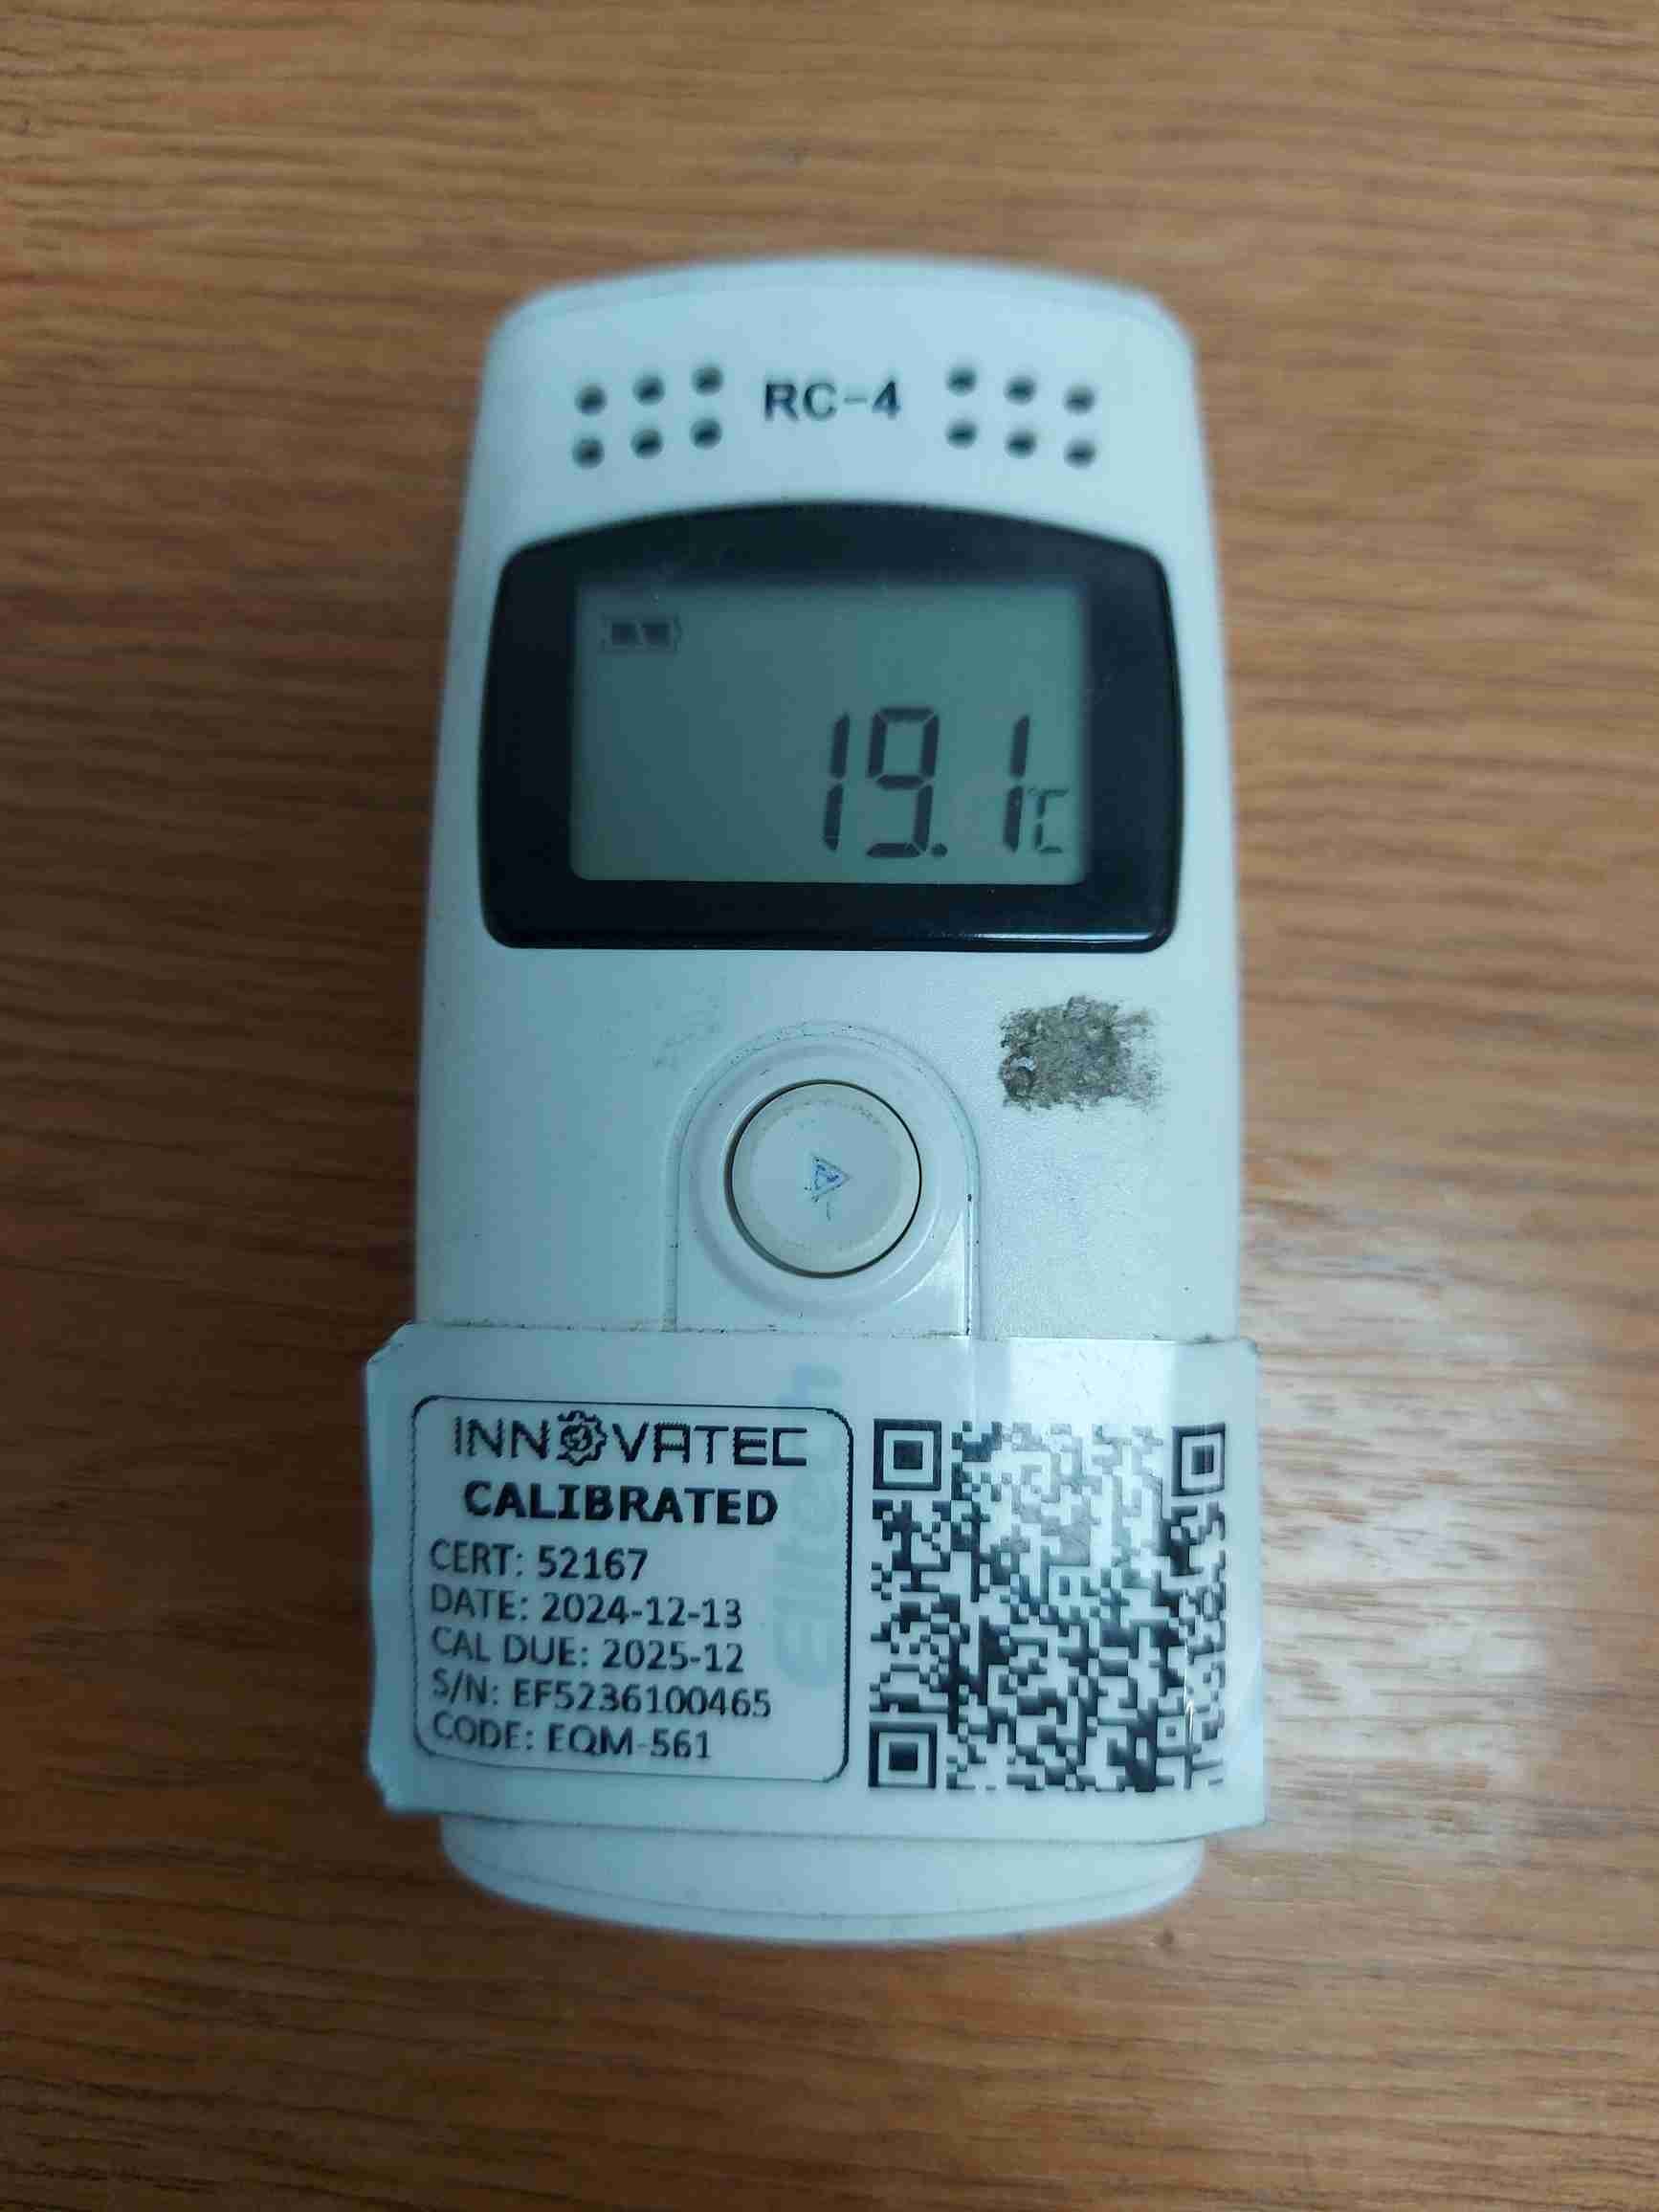 RC-4
19.1℃
INNOVATEC
CALIBRATED
CERT: 52167
DATE: 2024-12-13
CAL DUE: 2025-12
S/N: EF5236100465
CODE: EQM-561
Elitech